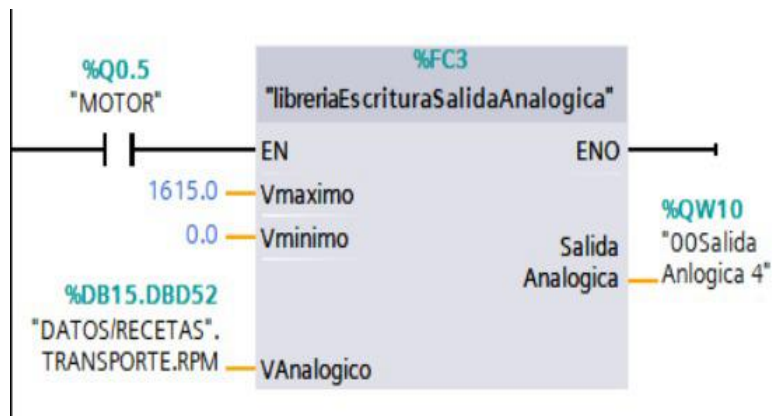 %Q0.5
"MOTOR"
%FC3
"libreriaEscrituraSalidaAnalogica"
EN
ENO
1615.0
Vmaximo
0.0
Vminimo
%QW10
"00Salida
Anlogica 4"
Salida
Analogica
%DB15.DBD52
"DATOS/RECETAS".
TRANSPORTE.RPM
VAnalogico